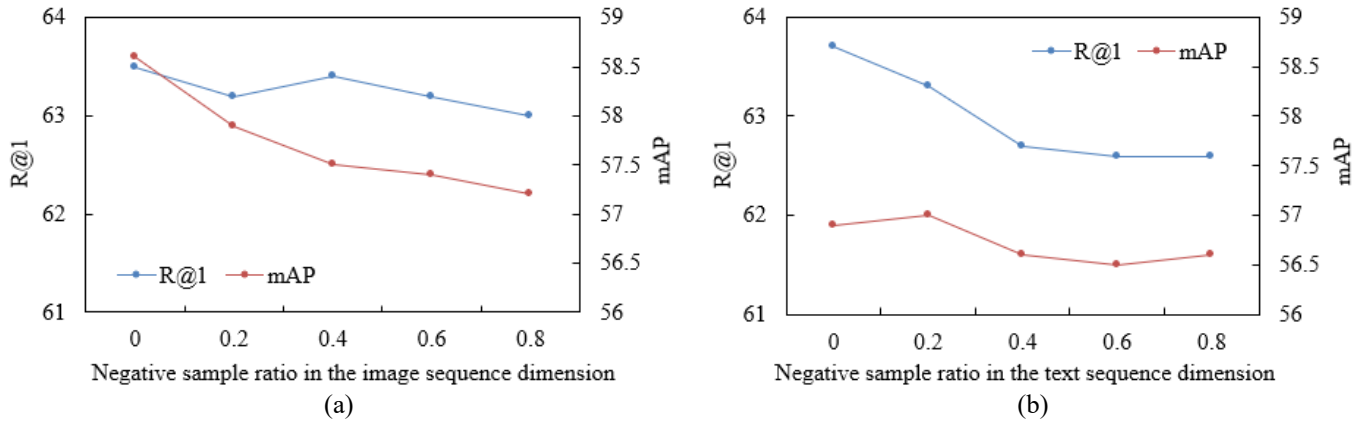 64
63
62
61
R@1
59
58.5
58
57.5
57
56.5
56
mAP
R@1
mAP
0
0.2
0.4
0.6
0.8
Negative sample ratio in the image sequence dimension
(a)
64
63
62
61
R@1
59
58.5
58
57.5
57
56.5
56
mAP
R@1
mAP
0
0.2
0.4
0.6
0.8
Negative sample ratio in the text sequence dimension
(b)